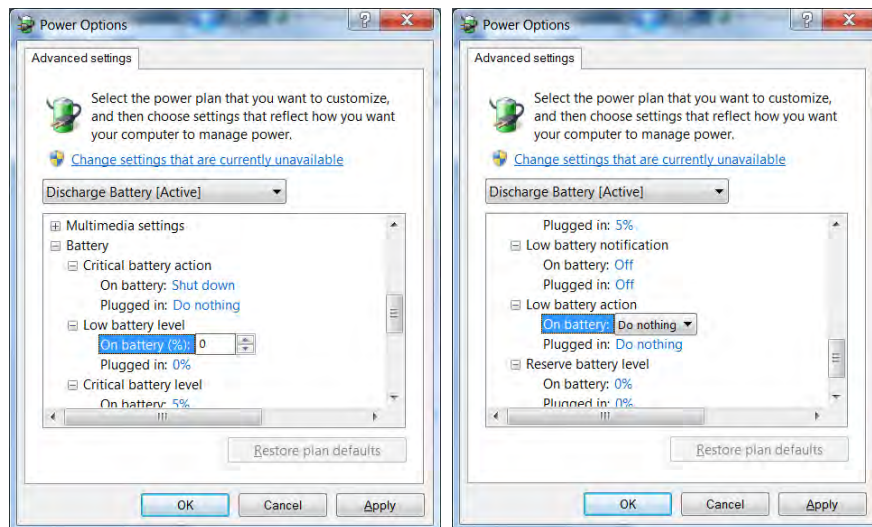 Power Options
Advanced settings
Select the power plan that you want to customize,
and then choose settings that reflect how you want
your computer to manage power.
Change settings that are currently unavailable
Discharge Battery [Active]
Multimedia settings
Battery
Critical battery action
On battery: Shut down
Plugged in: Do nothing
Low battery level
On battery (%): 0
Plugged in: 0%
Critical battery level
On battery: 5%
Restore plan defaults
OK Cancel Apply
Power Options
Advanced settings
Select the power plan that you want to customize,
and then choose settings that reflect how you want
your computer to manage power.
Change settings that are currently unavailable
Discharge Battery [Active]
Plugged in: 5%
Low battery notification
On battery: Off
Plugged in: Off
Low battery action
On battery: Do nothing
Plugged in: Do nothing
Reserve battery level
On battery: 0%
Plugged in: 0%
Restore plan defaults
OK Cancel Apply